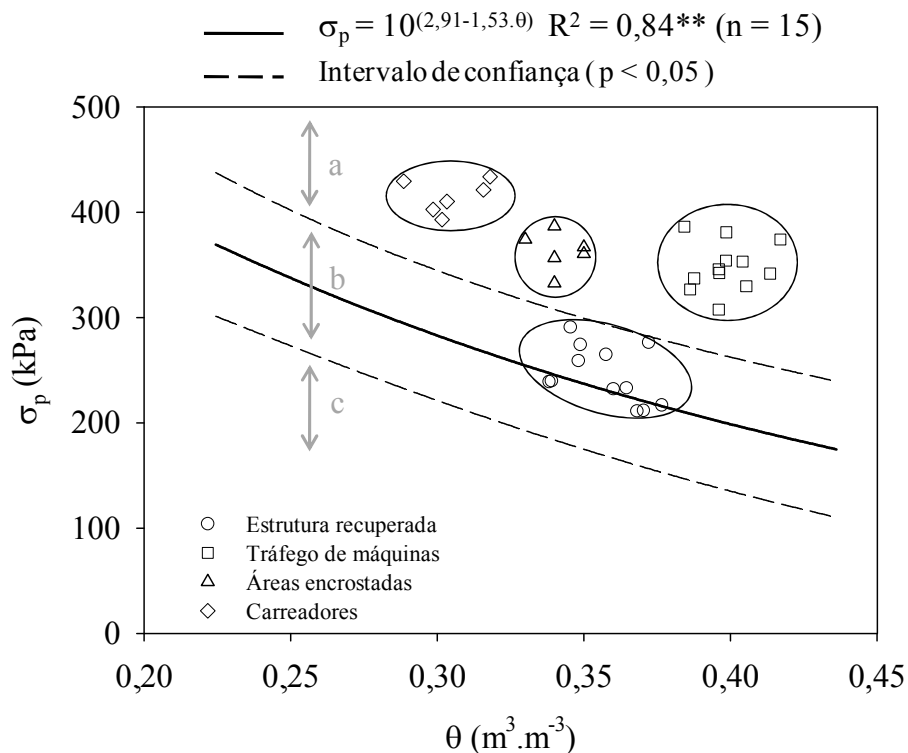 σp = 10^(2,91-1,53.θ) R² = 0,84** (n = 15)
Intervalo de confiança ( p < 0,05 )
500
400
300
200
100
0
σp (kPa)
a
b
c
Estrutura recuperada
Tráfego de máquinas
Áreas encrostadas
Carreadores
0,20 0,25 0,30 0,35 0,40 0,45
θ (m³.m⁻³)